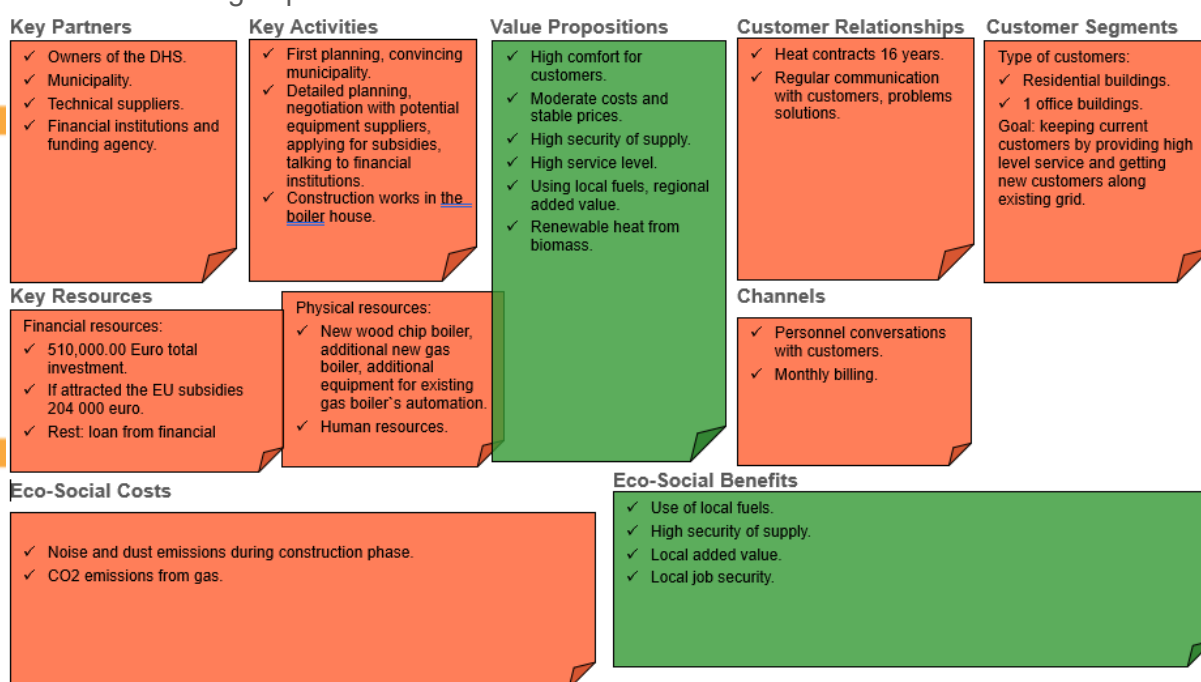 Key Partners
✓ Owners of the DHS.
✓ Municipality.
✓ Technical suppliers.
✓ Financial institutions and
funding agency.
Key Activities
✓ First planning, convincing
municipality.
✓ Detailed planning,
negotiation with potential
equipment suppliers,
applying for subsidies,
talking to financial
institutions.
✓ Construction works in the
boiler house.
Value Propositions
✓ High comfort for
customers.
✓ Moderate costs and
stable prices.
✓ High security of supply.
✓ High service level.
✓ Using local fuels, regional
added value.
✓ Renewable heat from
biomass.
Customer Relationships
✓ Heat contracts 16 years.
✓ Regular communication
with customers, problems
solutions.
Customer Segments
Type of customers:
✓ Residential buildings.
✓ 1 office buildings.
Goal: keeping current
customers by providing high
level service and getting
new customers along
existing grid.
Key Resources
Financial resources:
✓ 510,000.00 Euro total
investment.
✓ If attracted the EU subsidies
204 000 euro.
✓ Rest: loan from financial
Physical resources:
✓ New wood chip boiler,
additional new gas
boiler, additional
equipment for existing
gas boiler`s automation.
✓ Human resources.
Channels
✓ Personnel conversations
with customers.
✓ Monthly billing.
Eco-Social Costs
✓ Noise and dust emissions during construction phase.
✓ CO2 emissions from gas.
Eco-Social Benefits
✓ Use of local fuels.
✓ High security of supply.
✓ Local added value.
✓ Local job security.